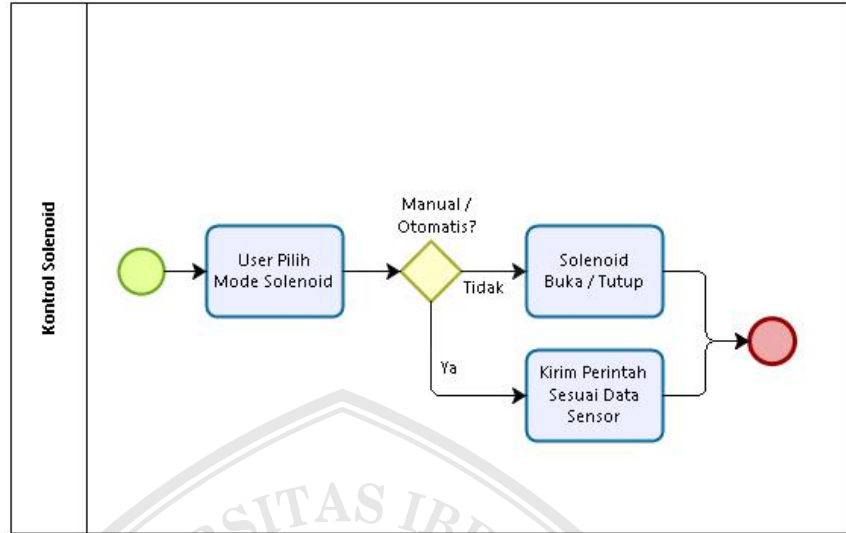 Kontrol Solenoid
User Pilih
Mode Solenoid
Manual /
Otomatis?
Tidak
Solenoid
Buka / Tutup
Ya
Kirim Perintah
Sesuai Data
Sensor